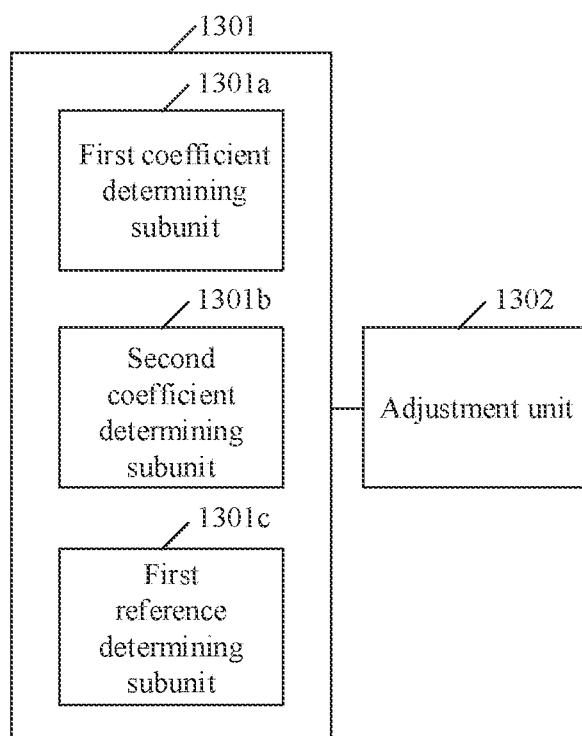 1301
1301a
First coefficient
determining
subunit
1301b
Second
coefficient
determining
subunit
1301c
First
reference
determining
subunit
1302
Adjustment unit